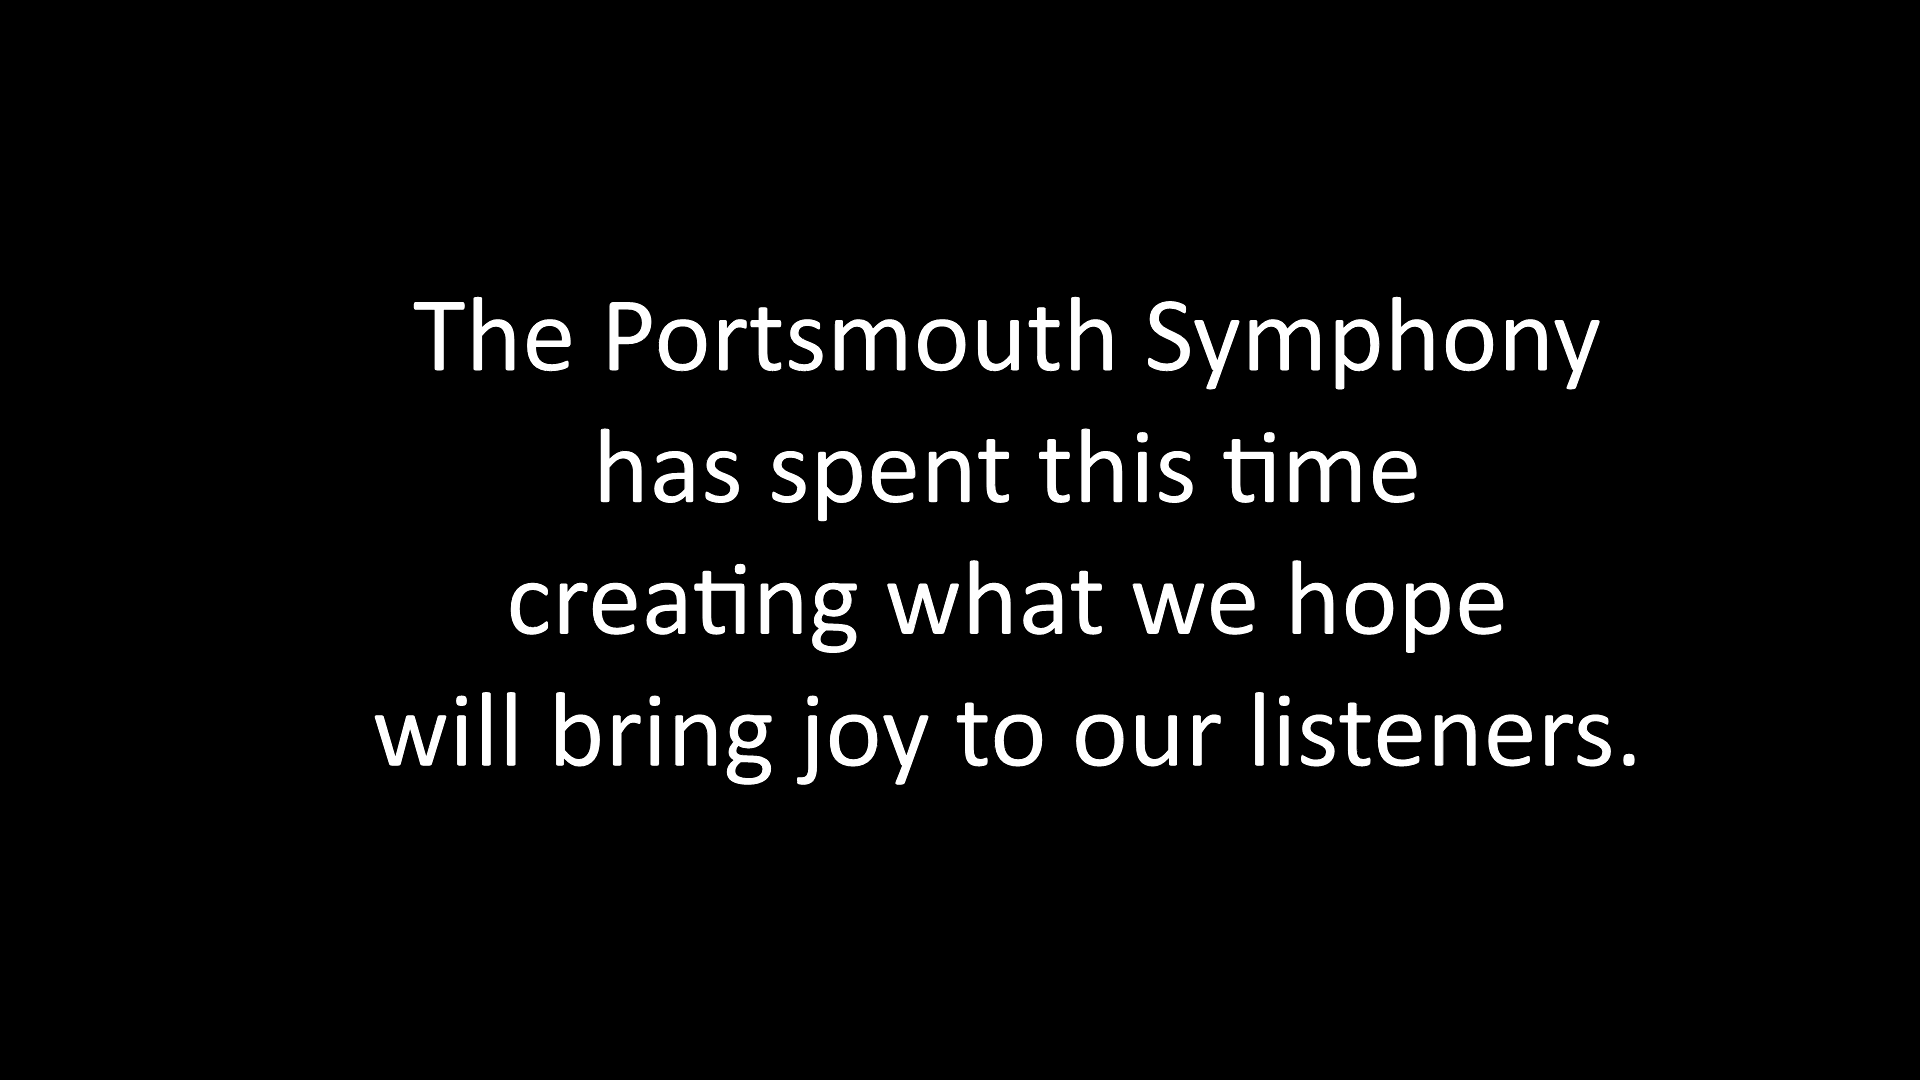 The Portsmouth Symphony
has spent this time
creating what we hope
will bring joy to our listeners.